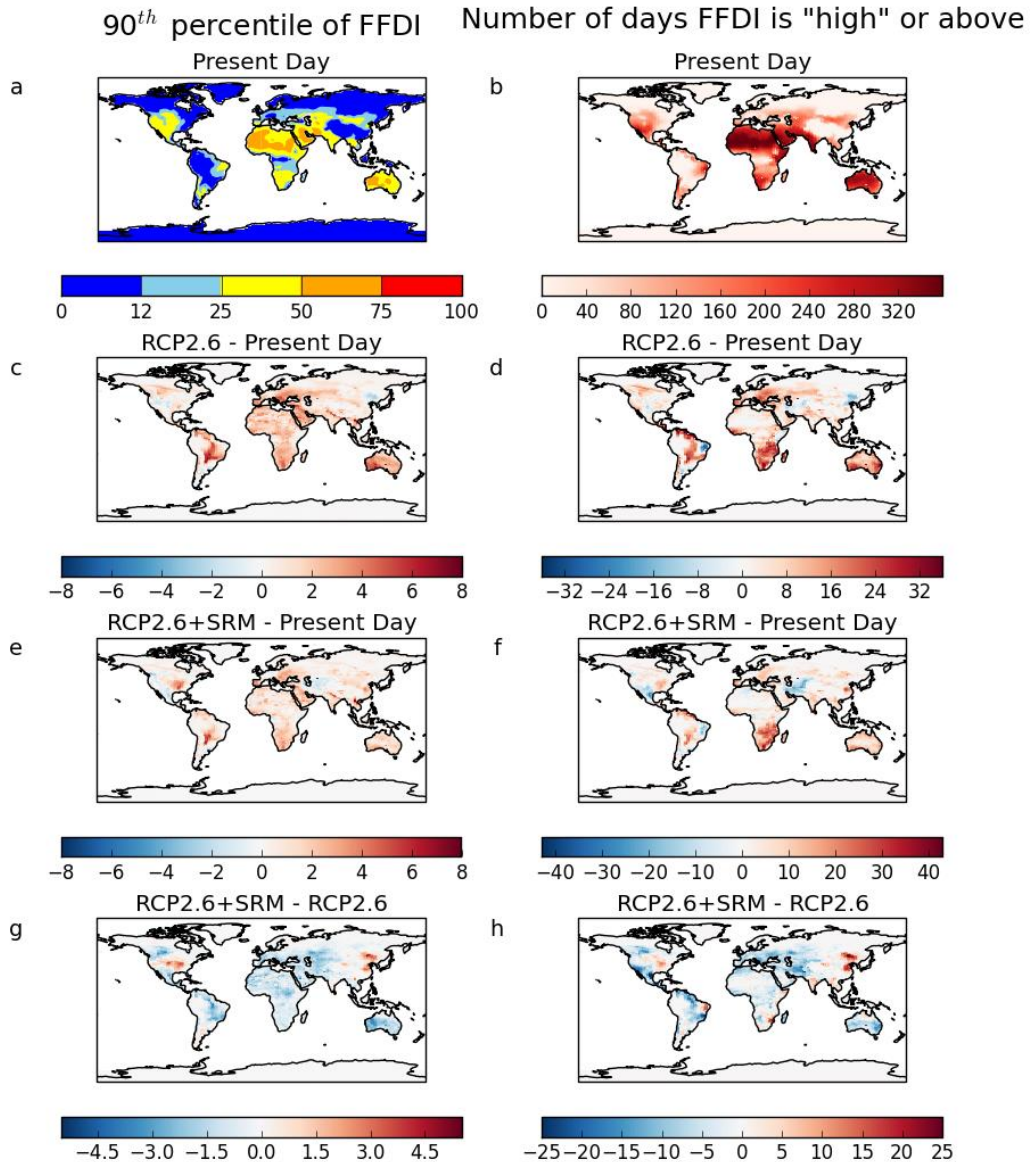 90th percentile of FFDI
Number of days FFDI is "high" or above
a
Present Day
0 12 25 50 75 100
b
Present Day
0 40 80 120 160 200 240 280 320
c
RCP2.6 - Present Day
−8 −6 −4 −2 0 2 4 6 8
d
RCP2.6 - Present Day
−32 −24 −16 −8 0 8 16 24 32
e
RCP2.6+SRM - Present Day
−8 −6 −4 −2 0 2 4 6 8
f
RCP2.6+SRM - Present Day
−40 −30 −20 −10 0 10 20 30 40
g
RCP2.6+SRM - RCP2.6
−4.5 −3.0 −1.5 0.0 1.5 3.0 4.5
h
RCP2.6+SRM - RCP2.6
−25 −20 −15 −10 −5 0 5 10 15 20 25